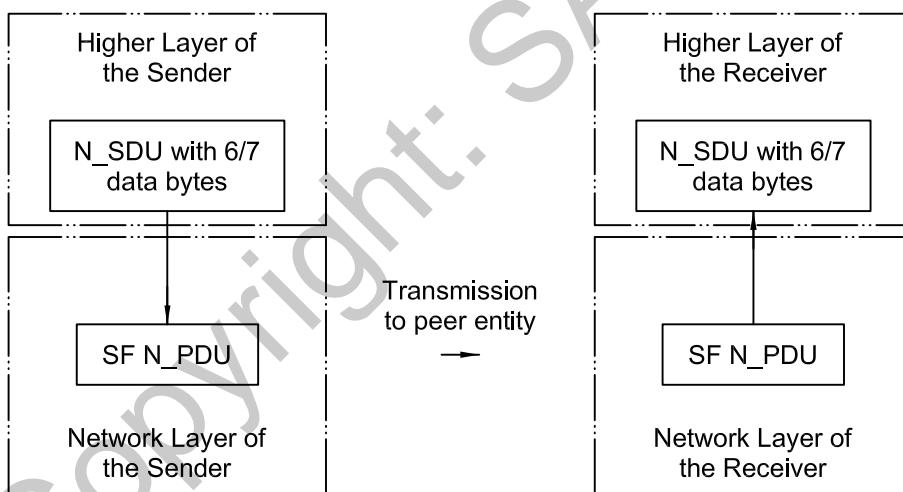 Higher Layer of
the Sender
N_SDU with 6/7
data bytes
SF N_PDU
Network Layer of
the Sender
Transmission
to peer entity
Higher Layer of
the Receiver
N_SDU with 6/7
data bytes
SF N_PDU
Network Layer of
the Receiver
Copyright: